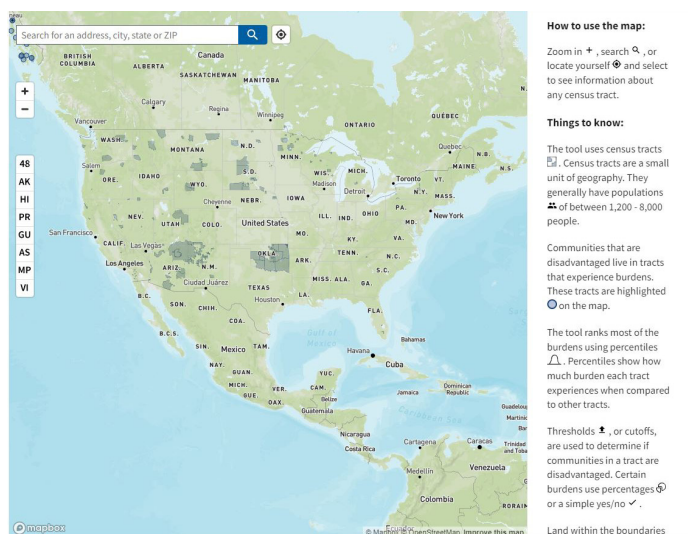 neau
Search for an address, city, state or ZIP
BRITISH
COLUMBIA
Canada
ALBERTA
SASKATCHEWAN
MANITOBA
N.
+
−
Calgary
Regina
Winnipeg
ONTARIO
QUÉBEC
Vancouver
WASH.
MONTANA
N.D.
MINN.
Quebec
N.B.
48
AK
HI
PR
GU
AS
MP
VI
Salem
ORE.
IDAHO
WYO.
S.D.
WIS.
Madison
MICH.
Detroit
Toronto
VT.
MAINE
N.S.
N.Y.
MASS.
Cheyenne
NEBR.
IOWA
PA.
New York
NEV.
UTAH
COLO.
United States
ILL.
IND.
OHIO
MD.
San Francisco
CALIF.
Las Vegas
MO.
KY.
VA.
Los Angeles
ARIZ.
N.M.
OKLA.
ARK.
TENN.
N.C.
S.C.
Ciudad Juárez
TEXAS
MISS.
ALA.
GA.
B.C.
Houston
LA.
SON.
CHIH.
FLA.
COA.
B.C.S.
Gulf of
Mexico
SIN.
Mexico
TAM.
Havana
Bahamas
NAY.
GUAN.
Cuba
YUC.
MICH.
VER.
CAM.
GUE.
OAX.
Belize
Jamaica
Dominican
Republic
Guatemala
Caribbean Sea
Guadeloup
Martinic
Bar
Nicaragua
Costa Rica
Cartagena
Caracas
Trinidad
and Toba
Medellín
Venezuela
G
Colombia
RORAIM
Ecuador
mapbox
© Mapbox © OpenStreetMap Improve this map
How to use the map:
Zoom in + , search , or
locate yourself and select
to see information about
any census tract.
Things to know:
The tool uses census tracts
. Census tracts are a small
unit of geography. They
generally have populations
of between 1,200 - 8,000
people.
Communities that are
disadvantaged live in tracts
that experience burdens.
These tracts are highlighted
on the map.
The tool ranks most of the
burdens using percentiles
. Percentiles show how
much burden each tract
experiences when compared
to other tracts.
Thresholds , or cutoffs,
are used to determine if
communities in a tract are
disadvantaged. Certain
burdens use percentages
or a simple yes/no ✓ .
Land within the boundaries